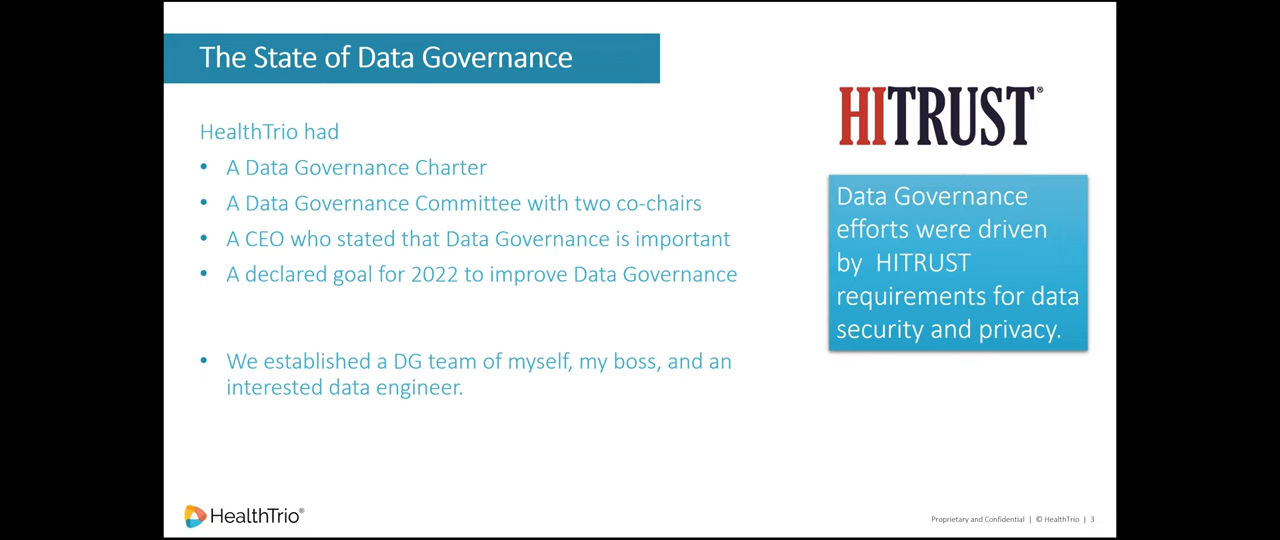 The State of Data Governance
HealthTrio had
• A Data Governance Charter
• A Data Governance Committee with two co-chairs
• A CEO who stated that Data Governance is important
• A declared goal for 2022 to improve Data Governance
• We established a DG team of myself, my boss, and an
interested data engineer.
HITRUST®
Data Governance
efforts were driven
by HITRUST
requirements for data
security and privacy.
HealthTrio®
Proprietary and Confidential | © HealthTrio | 3